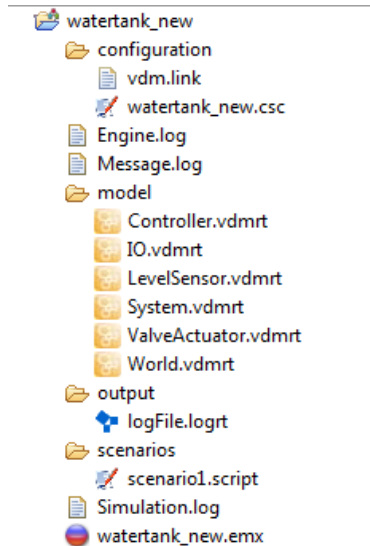 watertank_new
configuration
vdm.link
watertank_new.csc
Engine.log
Message.log
model
Controller.vdmrt
IO.vdmrt
LevelSensor.vdmrt
System.vdmrt
ValveActuator.vdmrt
World.vdmrt
output
logFile.logrt
scenarios
scenario1.script
Simulation.log
watertank_new.emx